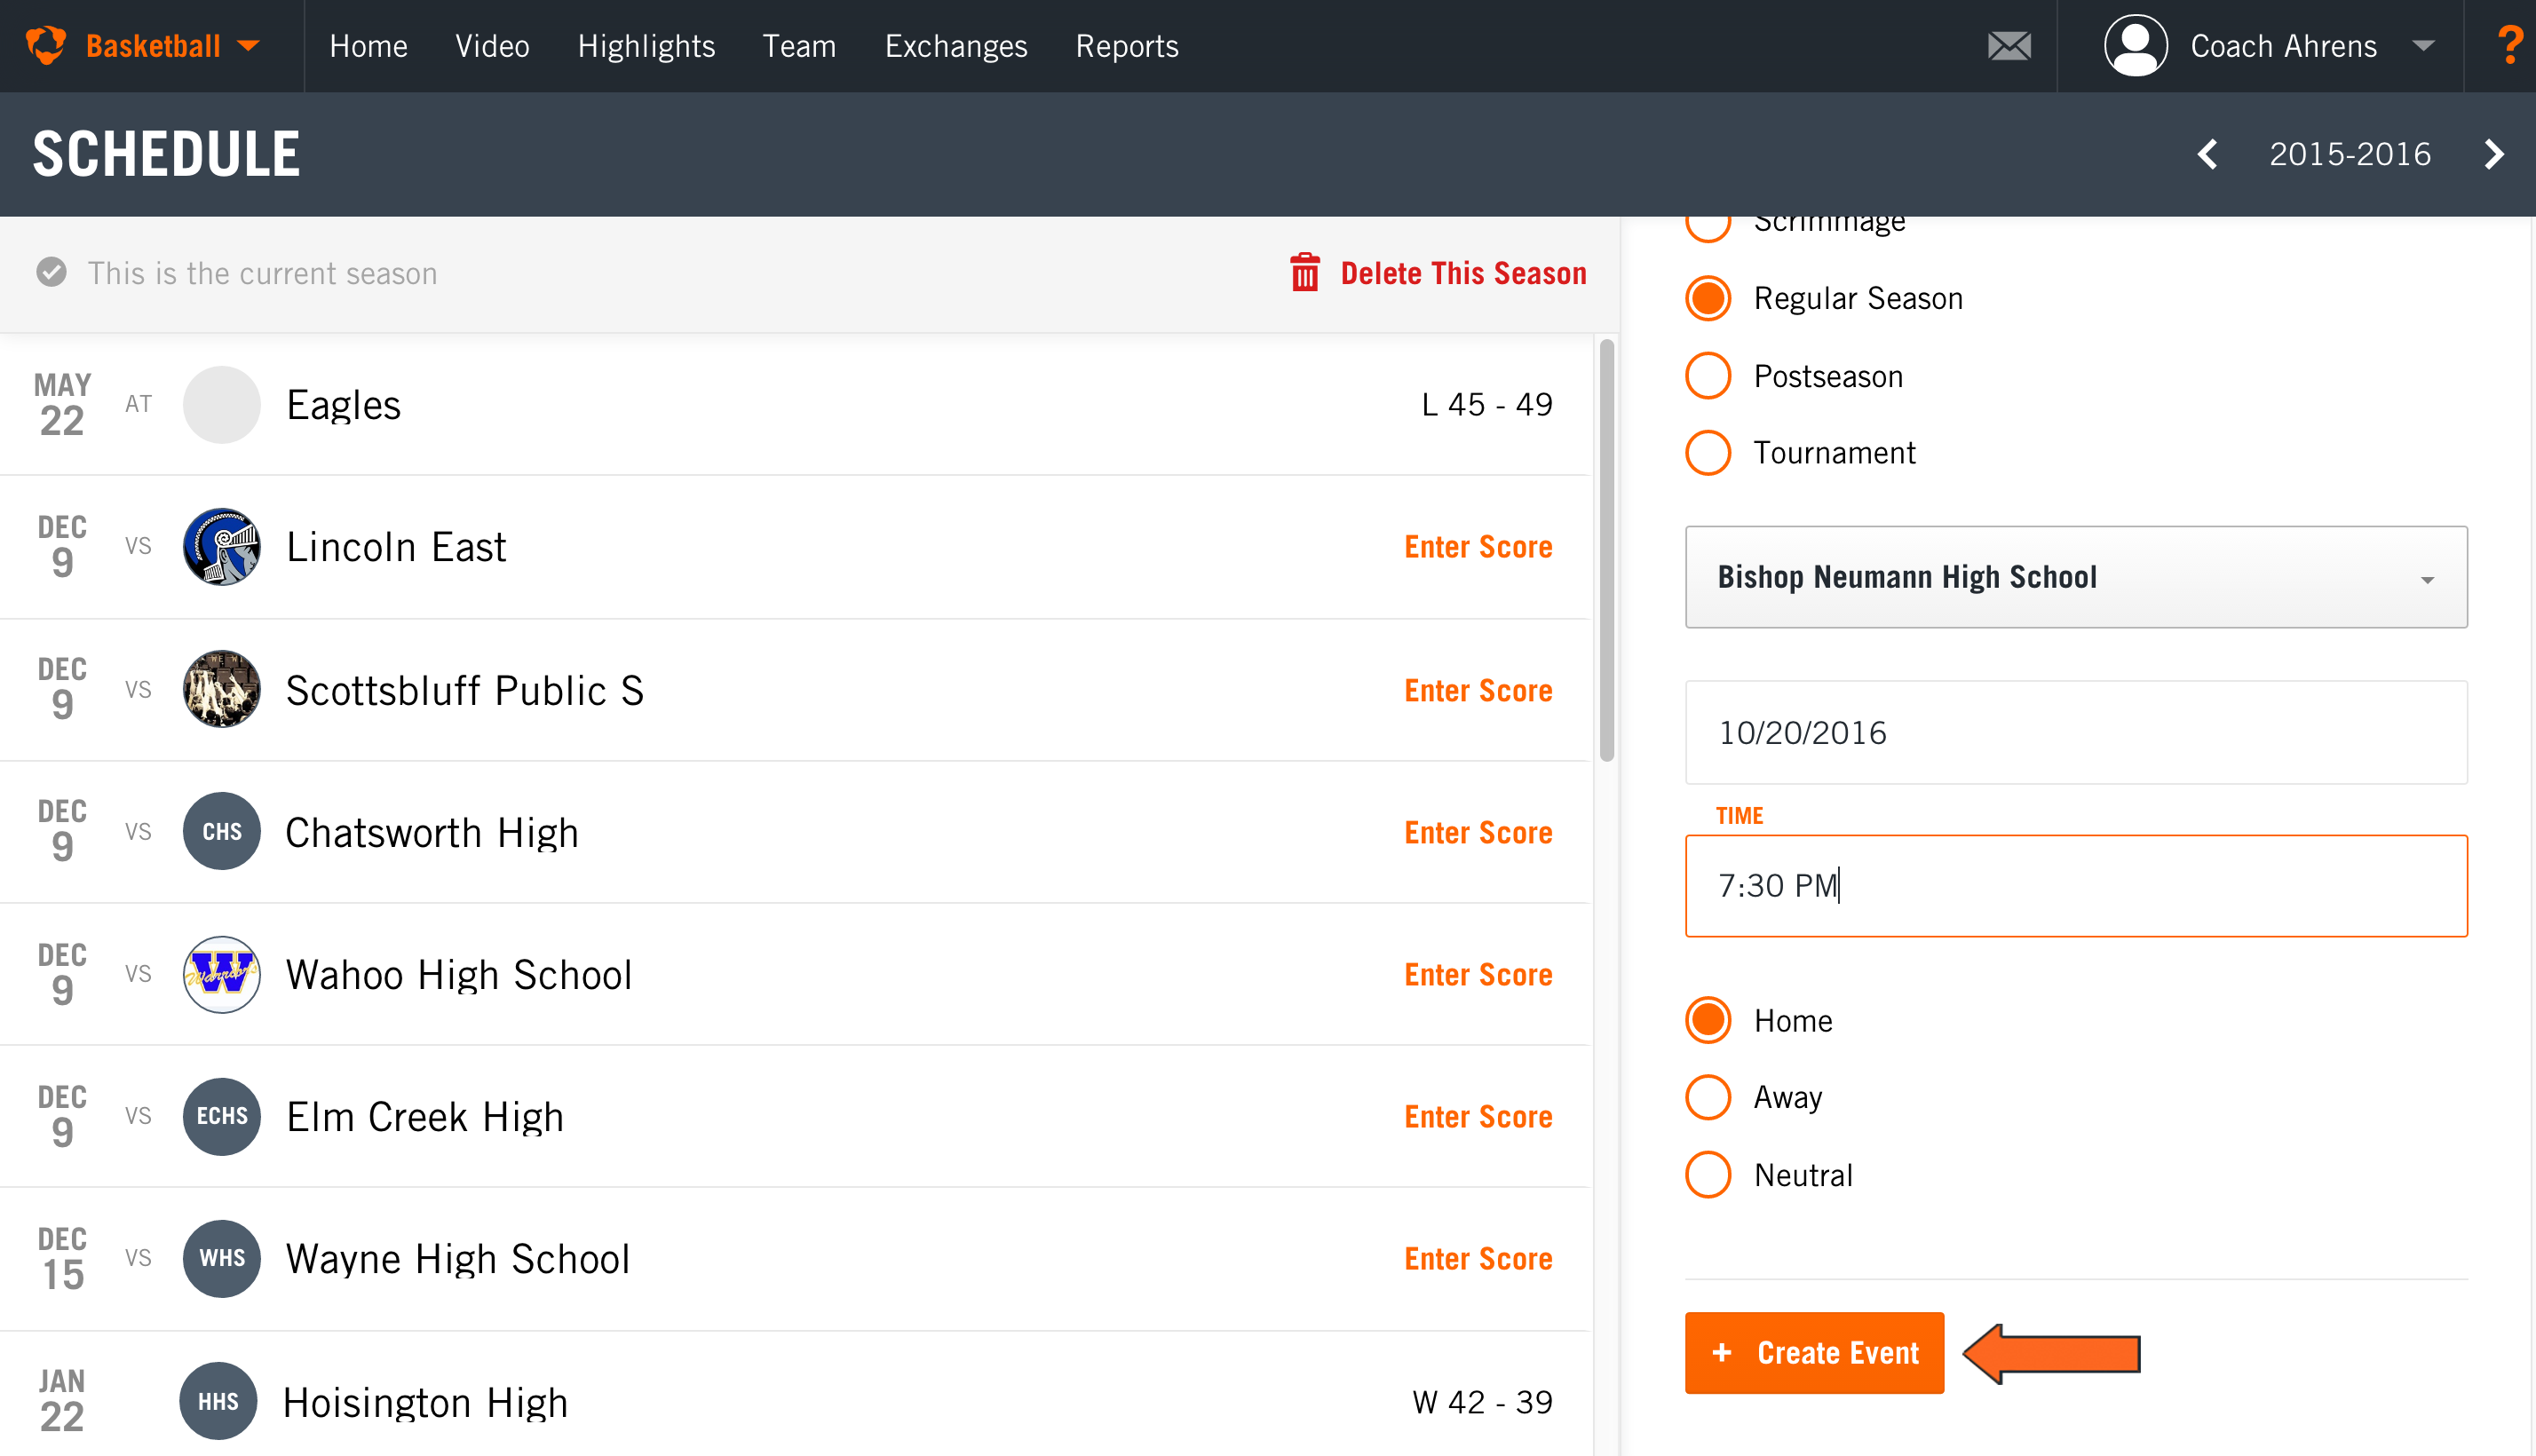 Basketball
Home
Video
Highlights
Team
Exchanges
Reports
Coach Ahrens
?
SCHEDULE
2015-2016
This is the current season
Delete This Season
MAY
22
AT
Eagles
L 45 - 49
DEC
9
VS
Lincoln East
Enter Score
DEC
9
VS
Scottsbluff Public S
Enter Score
DEC
9
VS
CHS
Chatsworth High
Enter Score
DEC
9
VS
W
Warriors
Wahoo High School
Enter Score
DEC
9
VS
ECHS
Elm Creek High
Enter Score
DEC
15
VS
WHS
Wayne High School
Enter Score
JAN
22
HHS
Hoisington High
W 42 - 39
Scrimmage
Regular Season
Postseason
Tournament
Bishop Neumann High School
10/20/2016
TIME
7:30 PM
Home
Away
Neutral
+ Create Event